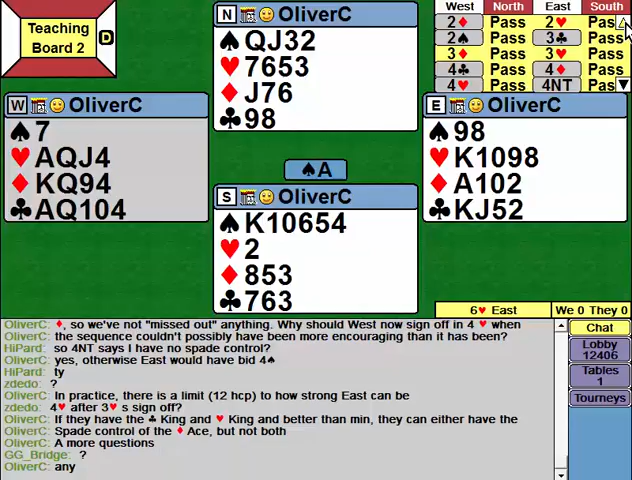 Teaching
Board 2
D
N OliverC
♠ QJ32
♥ 7653
♦ J76
♣ 98
West North East South
2♦ Pass 2♥ Pas
2♠ Pass 3♣ Pass
3♦ Pass 3♥ Pass
4♣ Pass 4♦ Pass
4♥ Pass 4NT Pas
W OliverC
♠ 7
♥ AQJ4
♦ KQ94
♣ AQ104
♠A
E OliverC
♠ 98
♥ K1098
♦ A102
♣ KJ52
S OliverC
♠ K10654
♥ 2
♦ 853
♣ 763
6♥ East
We 0 They 0
OliverC: ♦, so we've not "missed out" anything. Why should West now sign off in 4 ♥ when
OliverC: the sequence couldn't possibly have been more encouraging than it has been?
HiPard: so 4NT says I have no spade control?
OliverC: yes, otherwise East would have bid 4♠
HiPard: ty
zdedo: ?
OliverC: In practice, there is a limit (12 hcp) to how strong East can be
zdedo: 4♥ after 3♥ s sign off?
OliverC: If they have the ♣ King and ♥ King and better than min, they can either have the
OliverC: Spade control of the ♦ Ace, but not both
OliverC: A more questions
GG_Bridge: ?
OliverC: any
Chat
Lobby
12406
Tables
1
Tourneys